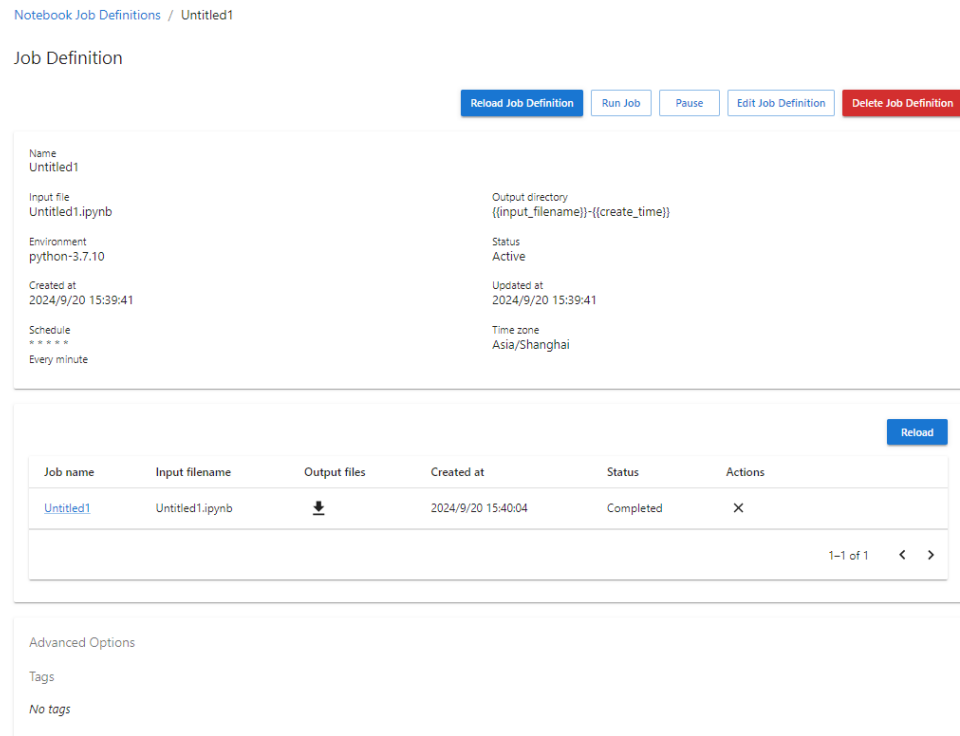 Notebook Job Definitions / Untitled1
Job Definition
Reload Job Definition Run Job Pause Edit Job Definition Delete Job Definition
Name
Untitled1
Input file Output directory
Untitled1.ipynb {{input_filename}}-{{create_time}}
Environment Status
python-3.7.10 Active
Created at Updated at
2024/9/20 15:39:41 2024/9/20 15:39:41
Schedule Time zone
* * * * * Asia/Shanghai
Every minute
Reload
Job name Input filename Output files Created at Status Actions
Untitled1 Untitled1.ipynb 2024/9/20 15:40:04 Completed
1–1 of 1
Advanced Options
Tags
No tags